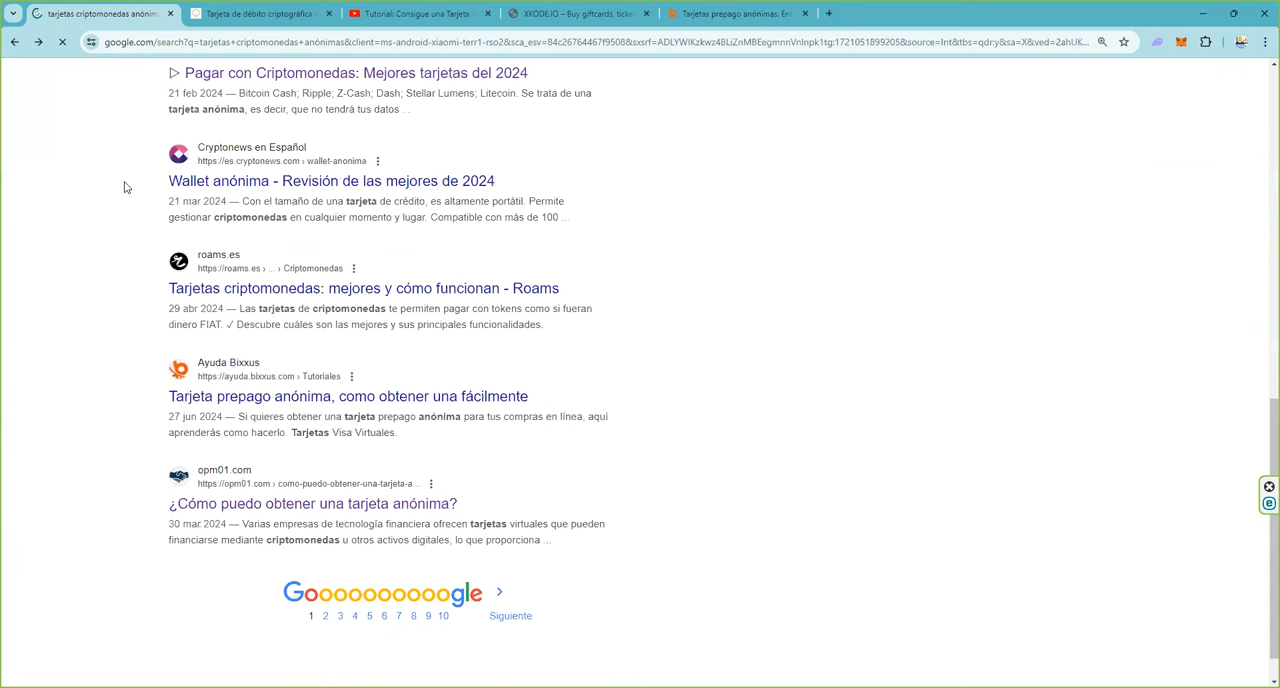 tarjetas criptomonedas anónim
Tarjeta de débito criptográfica
Tutorial: Consigue una Tarjeta
XKODE.IO – Buy giftcards, ticke
Tarjetas prepago anónimas. En
google.com/search?q=tarjetas+criptomonedas+anónimas&client=ms-android-xiaomi-terr1-rso2&sca_esv=84c26764467f9508&sxsrf=ADLYWIKzkwz4BLiZnMBEeigmnnVnInpk1tg:1721051899205&source=lnt&tbs=qdr:y&sa=X&ved=2ahUK...
▷ Pagar con Criptomonedas: Mejores tarjetas del 2024
21 feb 2024 — Bitcoin Cash; Ripple; Z-Cash; Dash; Stellar Lumens; Litecoin. Se trata de una
tarjeta anónima, es decir, que no tendrá tus datos ...
Cryptonews en Español
https://es.cryptonews.com › wallet-anonima
Wallet anónima - Revisión de las mejores de 2024
21 mar 2024 — Con el tamaño de una tarjeta de crédito, es altamente portátil. Permite
gestionar criptomonedas en cualquier momento y lugar. Compatible con más de 100 ...
roams.es
https://roams.es › ... › Criptomonedas
Tarjetas criptomonedas: mejores y cómo funcionan - Roams
29 abr 2024 — Las tarjetas de criptomonedas te permiten pagar con tokens como si fueran
dinero FIAT. ✓ Descubre cuáles son las mejores y sus principales funcionalidades.
Ayuda Bixxus
https://ayuda.bixxus.com › Tutoriales
Tarjeta prepago anónima, como obtener una fácilmente
27 jun 2024 — Si quieres obtener una tarjeta prepago anónima para tus compras en línea, aquí
aprenderás como hacerlo. Tarjetas Visa Virtuales.
opm01.com
https://opm01.com › como-puedo-obtener-una-tarjeta-a...
¿Cómo puedo obtener una tarjeta anónima?
30 mar 2024 — Varias empresas de tecnología financiera ofrecen tarjetas virtuales que pueden
financiarse mediante criptomonedas u otros activos digitales, lo que proporciona ...
Goooooooooogle
1 2 3 4 5 6 7 8 9 10 Siguiente